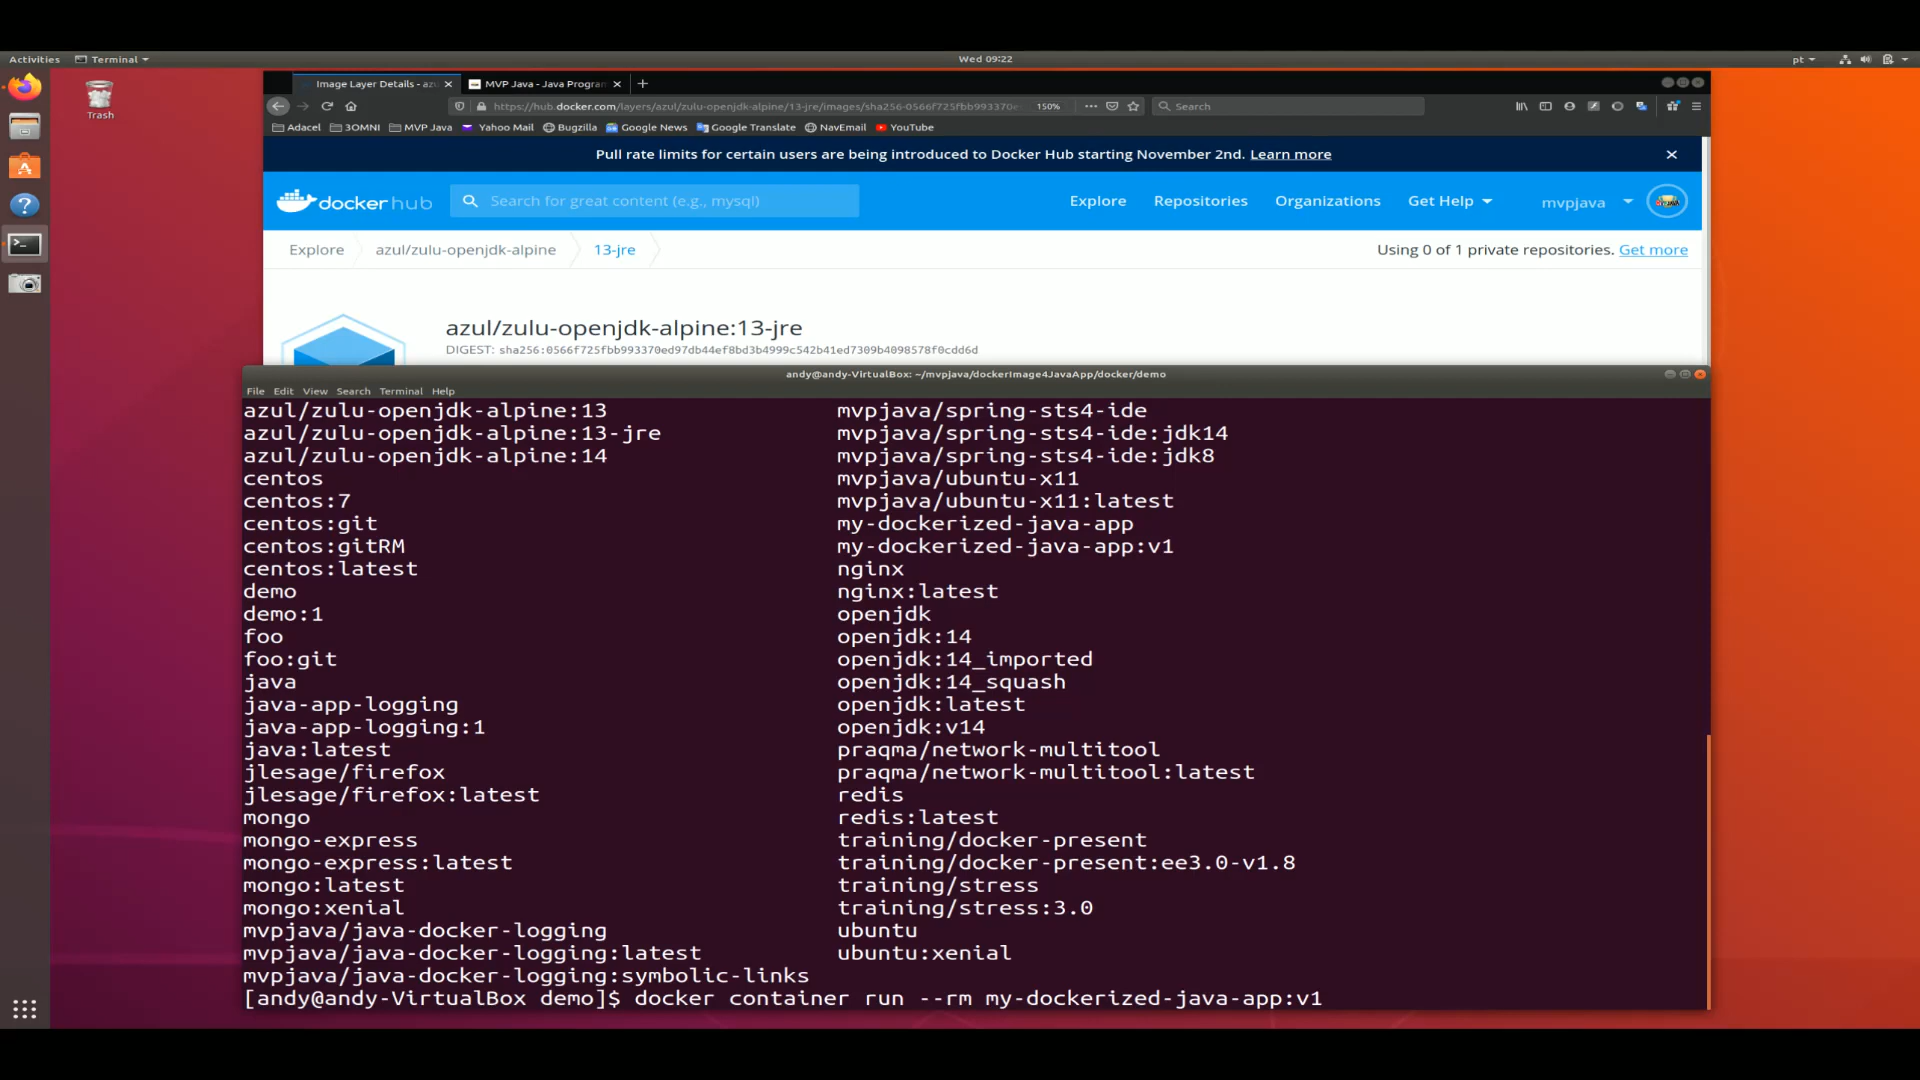 Activities
Terminal
Wed 09:22
pt
Trash
Image Layer Details - azu
MVP Java - Java Program
https://hub.docker.com/layers/azul/zulu-openjdk-alpine/13-jre/images/sha256-0566f725fbb993370e
150%
Search
Adacel
3OMNI
MVP Java
Yahoo Mail
Bugzilla
Google News
Google Translate
NavEmail
YouTube
Pull rate limits for certain users are being introduced to Docker Hub starting November 2nd. Learn more
docker hub
Search for great content (e.g., mysql)
Explore
Repositories
Organizations
Get Help
mvpjava
Explore
azul/zulu-openjdk-alpine
13-jre
Using 0 of 1 private repositories. Get more
azul/zulu-openjdk-alpine:13-jre
DIGEST: sha256:0566f725fbb993370ed97db44ef8bd3b4999c542b41ed7309b4098578f0cdd6d
andy@andy-VirtualBox: ~/mvpjava/dockerImage4JavaApp/docker/demo
File Edit View Search Terminal Help
azul/zulu-openjdk-alpine:13 mvpjava/spring-sts4-ide
azul/zulu-openjdk-alpine:13-jre mvpjava/spring-sts4-ide:jdk14
azul/zulu-openjdk-alpine:14 mvpjava/spring-sts4-ide:jdk8
centos mvpjava/ubuntu-x11
centos:7 mvpjava/ubuntu-x11:latest
centos:git my-dockerized-java-app
centos:gitRM my-dockerized-java-app:v1
centos:latest nginx
demo nginx:latest
demo:1 openjdk
foo openjdk:14
foo:git openjdk:14_imported
java openjdk:14_squash
java-app-logging openjdk:latest
java-app-logging:1 openjdk:v14
java:latest praqma/network-multitool
jlesage/firefox praqma/network-multitool:latest
jlesage/firefox:latest redis
mongo redis:latest
mongo-express training/docker-present
mongo-express:latest training/docker-present:ee3.0-v1.8
mongo:latest training/stress
mongo:xenial training/stress:3.0
mvpjava/java-docker-logging ubuntu
mvpjava/java-docker-logging:latest ubuntu:xenial
mvpjava/java-docker-logging:symbolic-links
[andy@andy-VirtualBox demo]$ docker container run --rm my-dockerized-java-app:v1